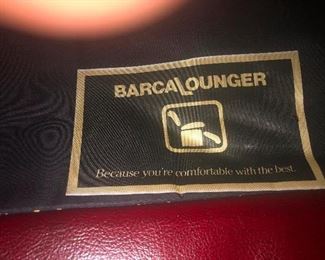 BARCALOUNGER
Because you're comfortable with the best.